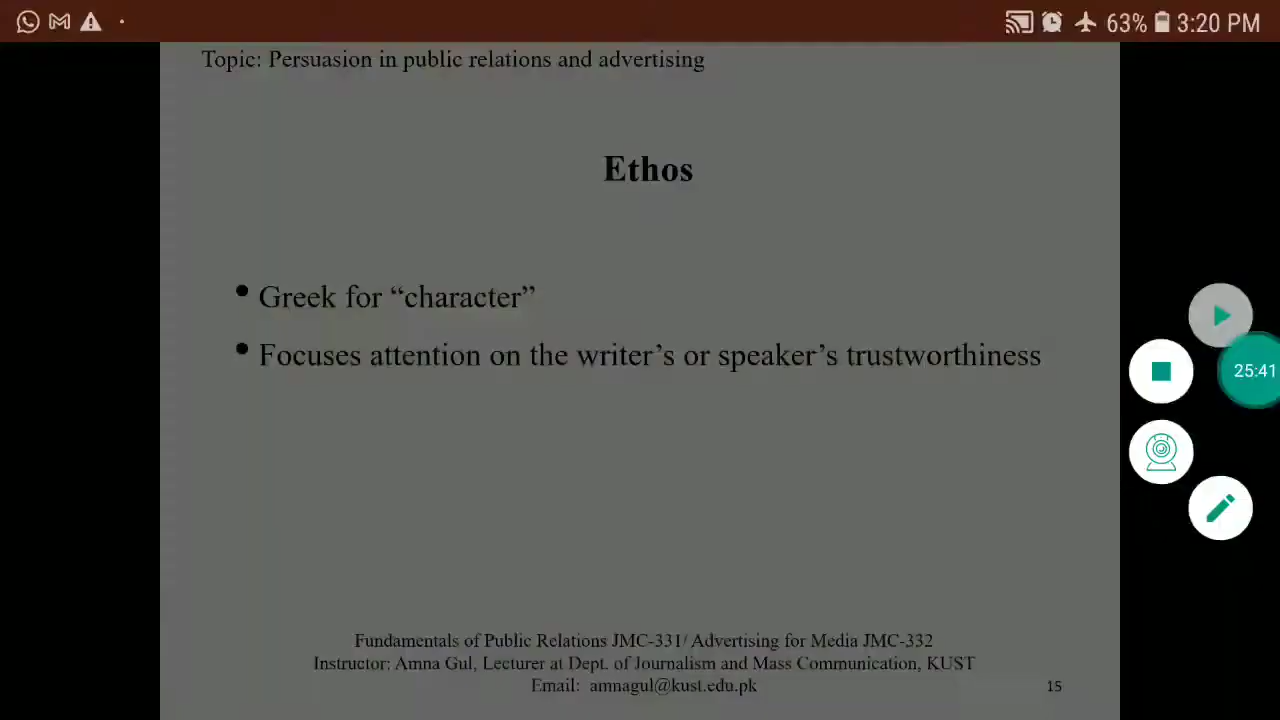 63% 3:20 PM
Topic: Persuasion in public relations and advertising
Ethos
• Greek for “character”
• Focuses attention on the writer’s or speaker’s trustworthiness
25:41
Fundamentals of Public Relations JMC-331/ Advertising for Media JMC-332
Instructor: Amna Gul, Lecturer at Dept. of Journalism and Mass Communication, KUST
Email: amnagul@kust.edu.pk
15